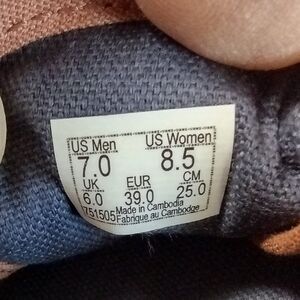 US Men US Women
7.0 8.5
UK EUR CM
6.0 39.0 25.0
751505 Made in Cambodia
Fabrique au Cambodge